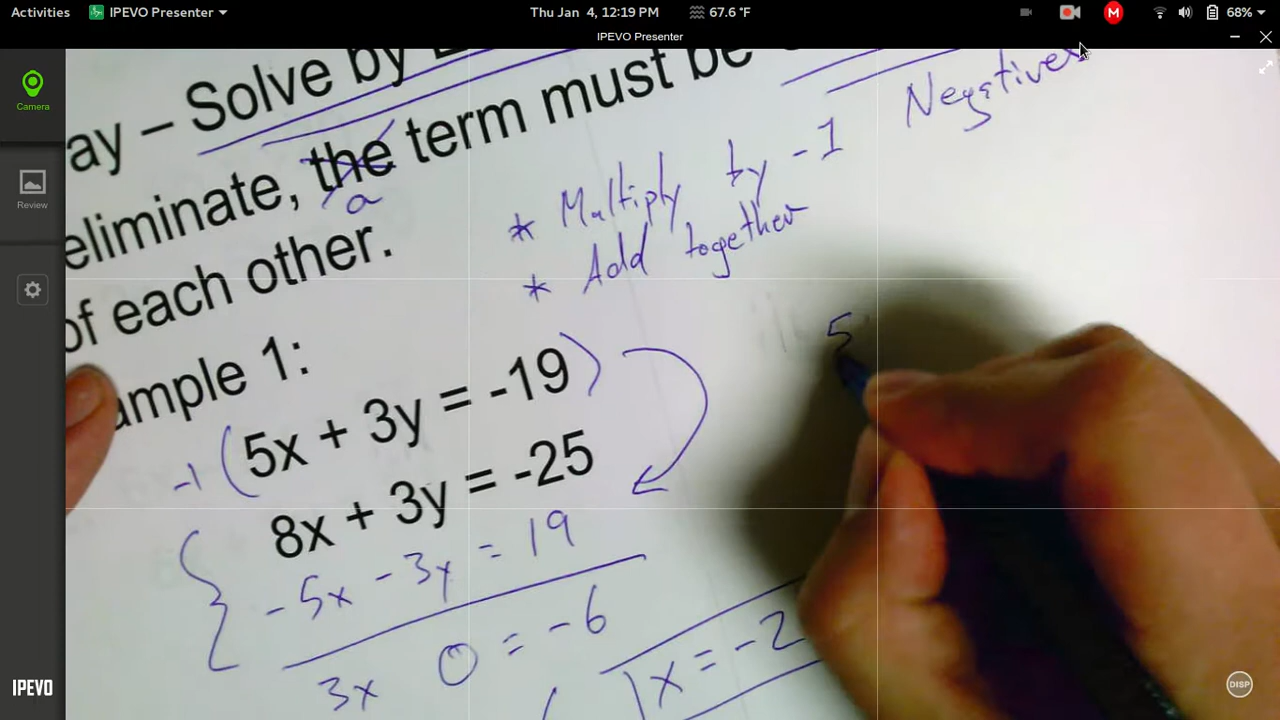 Activities IPEVO Presenter Thu Jan 4, 12:19 PM 67.6 °F M 68%
IPEVO Presenter
Camera
Review
IPEVO
DISP
ay – Solve by
eliminate, the term must be
a
of each other.
Negatives
* Multiply by -1
* Add together
ample 1:
-1 (5x + 3y = -19)
8x + 3y = -25
-5x - 3y = 19
3x 0 = -6
x = -2
5